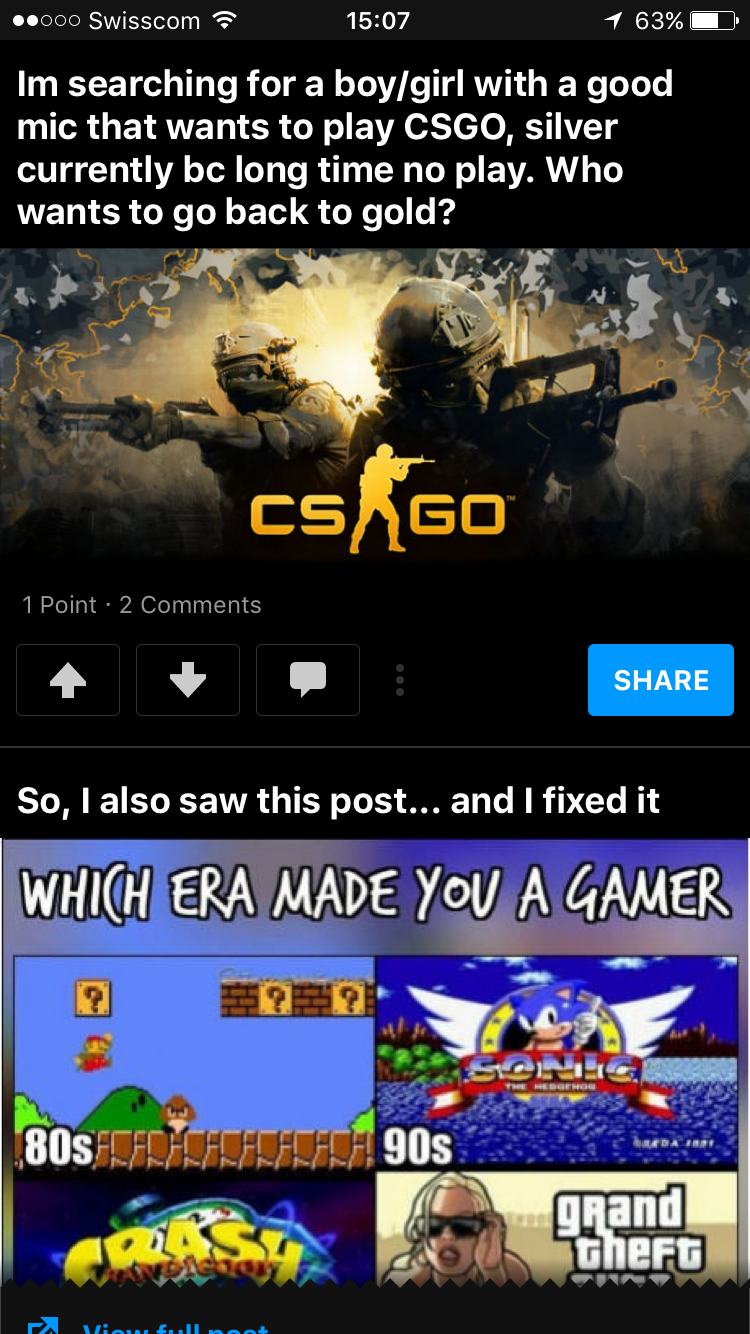 Swisscom 15:07 63%
Im searching for a boy/girl with a good
mic that wants to play CSGO, silver
currently bc long time no play. Who
wants to go back to gold?
CS GO™
1 Point · 2 Comments
SHARE
So, I also saw this post... and I fixed it
WHICH ERA MADE YOU A GAMER
? ? ?
SONIC
THE HEDGEHOG
80s 90s
CRASH
BANDICOOT
grand
theft
View full post